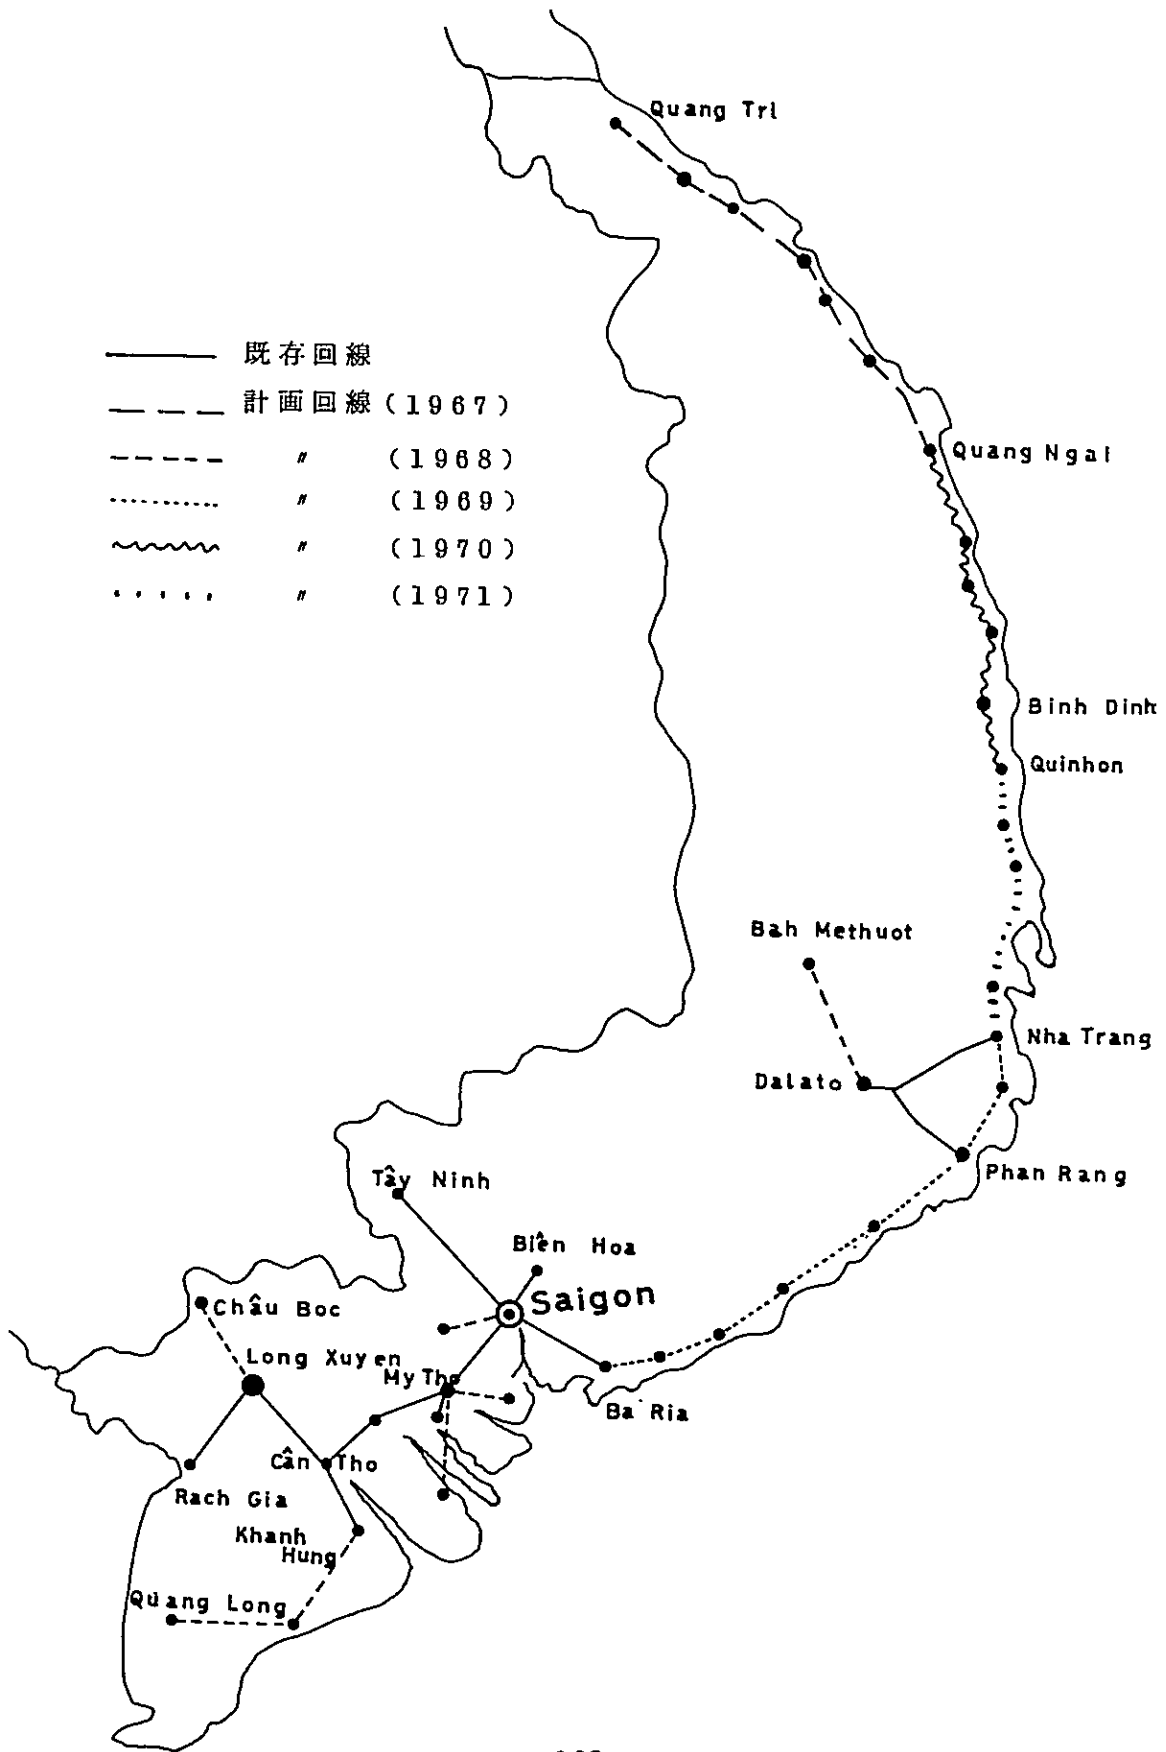 Quang Tri
既存回線
計画回線(1967)
〃 (1968)
〃 (1969)
〃 (1970)
〃 (1971)
Quang Ngai
Binh Dinh
Quinhon
Bah Methuot
Nha Trang
Dalato
Phan Rang
Tây Ninh
Biên Hoa
Saigon
Châu Boc
Long Xuyen
My Tho
Ba Ria
Cân Tho
Rach Gia
Khanh
Hung
Quang Long